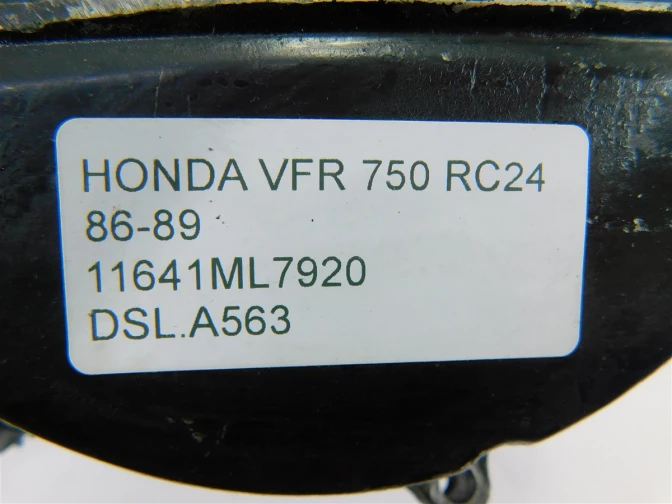 HONDA VFR 750 RC24
86-89
11641ML7920
DSL.A563